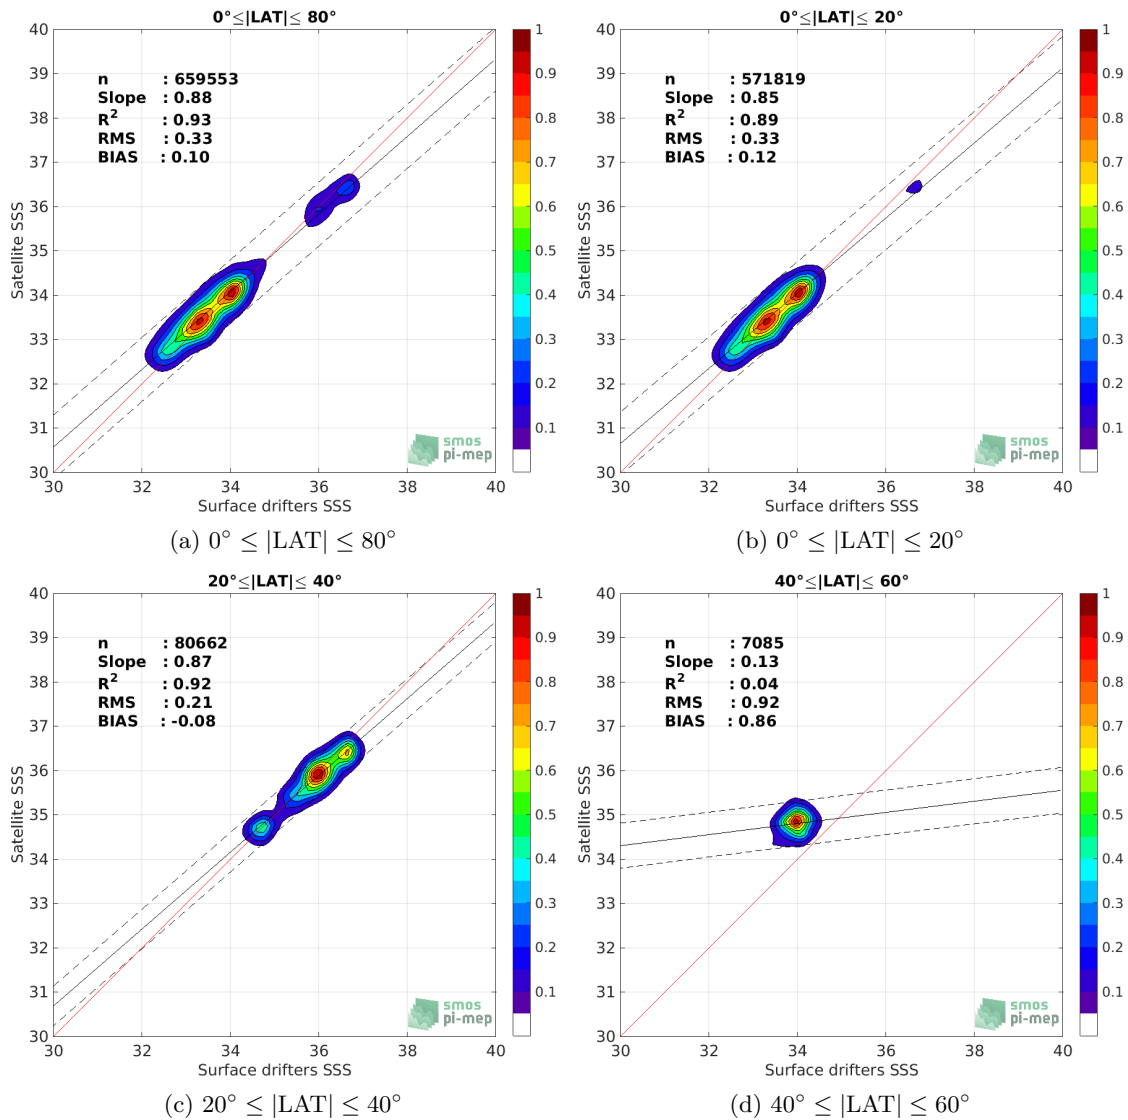 0°≤|LAT|≤ 80°
40
39
38
37
36
35
34
33
32
31
30
Satellite SSS
n : 659553
Slope : 0.88
R² : 0.93
RMS : 0.33
BIAS : 0.10
smos
pi-mep
30 32 34 36 38 40
Surface drifters SSS
1
0.9
0.8
0.7
0.6
0.5
0.4
0.3
0.2
0.1
(a) 0° ≤ |LAT| ≤ 80°
0°≤|LAT|≤ 20°
40
39
38
37
36
35
34
33
32
31
30
Satellite SSS
n : 571819
Slope : 0.85
R² : 0.89
RMS : 0.33
BIAS : 0.12
smos
pi-mep
30 32 34 36 38 40
Surface drifters SSS
1
0.9
0.8
0.7
0.6
0.5
0.4
0.3
0.2
0.1
(b) 0° ≤ |LAT| ≤ 20°
20°≤|LAT|≤ 40°
40
39
38
37
36
35
34
33
32
31
30
Satellite SSS
n : 80662
Slope : 0.87
R² : 0.92
RMS : 0.21
BIAS : -0.08
smos
pi-mep
30 32 34 36 38 40
Surface drifters SSS
1
0.9
0.8
0.7
0.6
0.5
0.4
0.3
0.2
0.1
(c) 20° ≤ |LAT| ≤ 40°
40°≤|LAT|≤ 60°
40
39
38
37
36
35
34
33
32
31
30
Satellite SSS
n : 7085
Slope : 0.13
R² : 0.04
RMS : 0.92
BIAS : 0.86
smos
pi-mep
30 32 34 36 38 40
Surface drifters SSS
1
0.9
0.8
0.7
0.6
0.5
0.4
0.3
0.2
0.1
(d) 40° ≤ |LAT| ≤ 60°